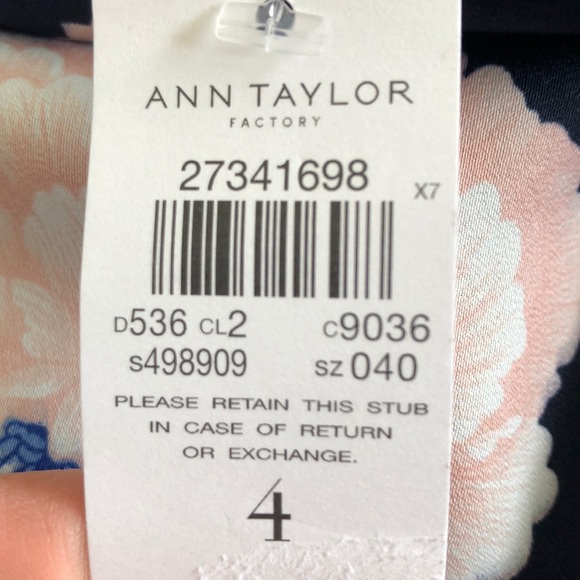 ANN TAYLOR
FACTORY
27341698
X7
D536 CL2 C9036
S498909 SZ 040
PLEASE RETAIN THIS STUB
IN CASE OF RETURN
OR EXCHANGE.
4